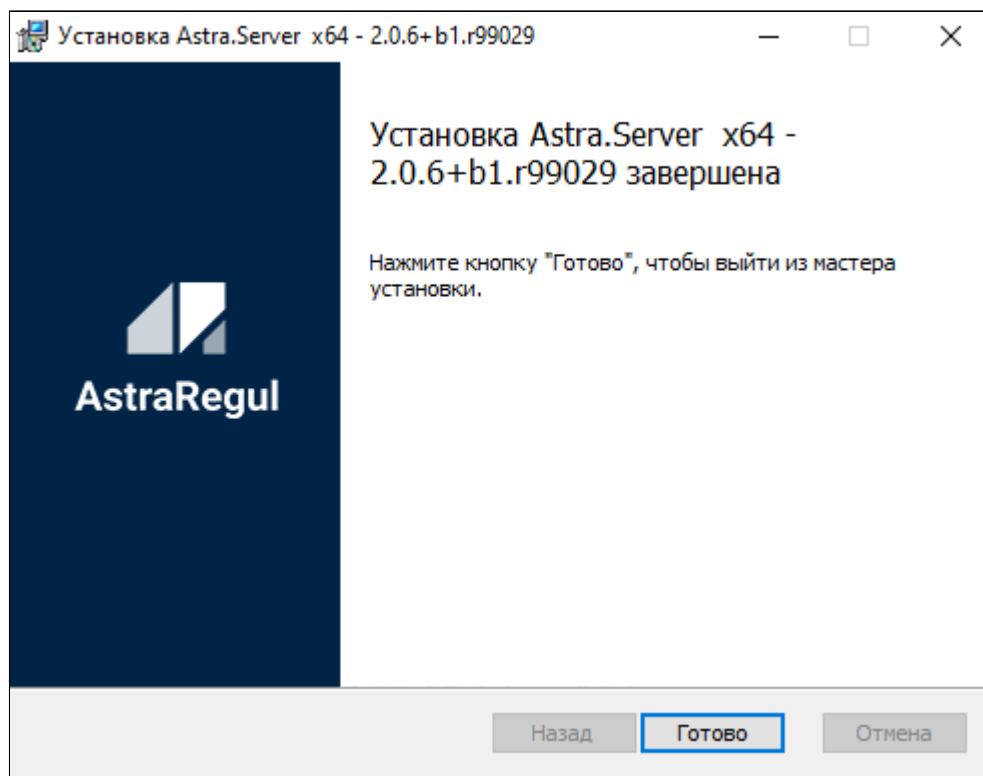 Установка Astra.Server  x64 - 2.0.6+b1.r99029
Установка Astra.Server  x64 -
2.0.6+b1.r99029 завершена
Нажмите кнопку "Готово", чтобы выйти из мастера
установки.
AstraRegul
Назад
Готово
Отмена